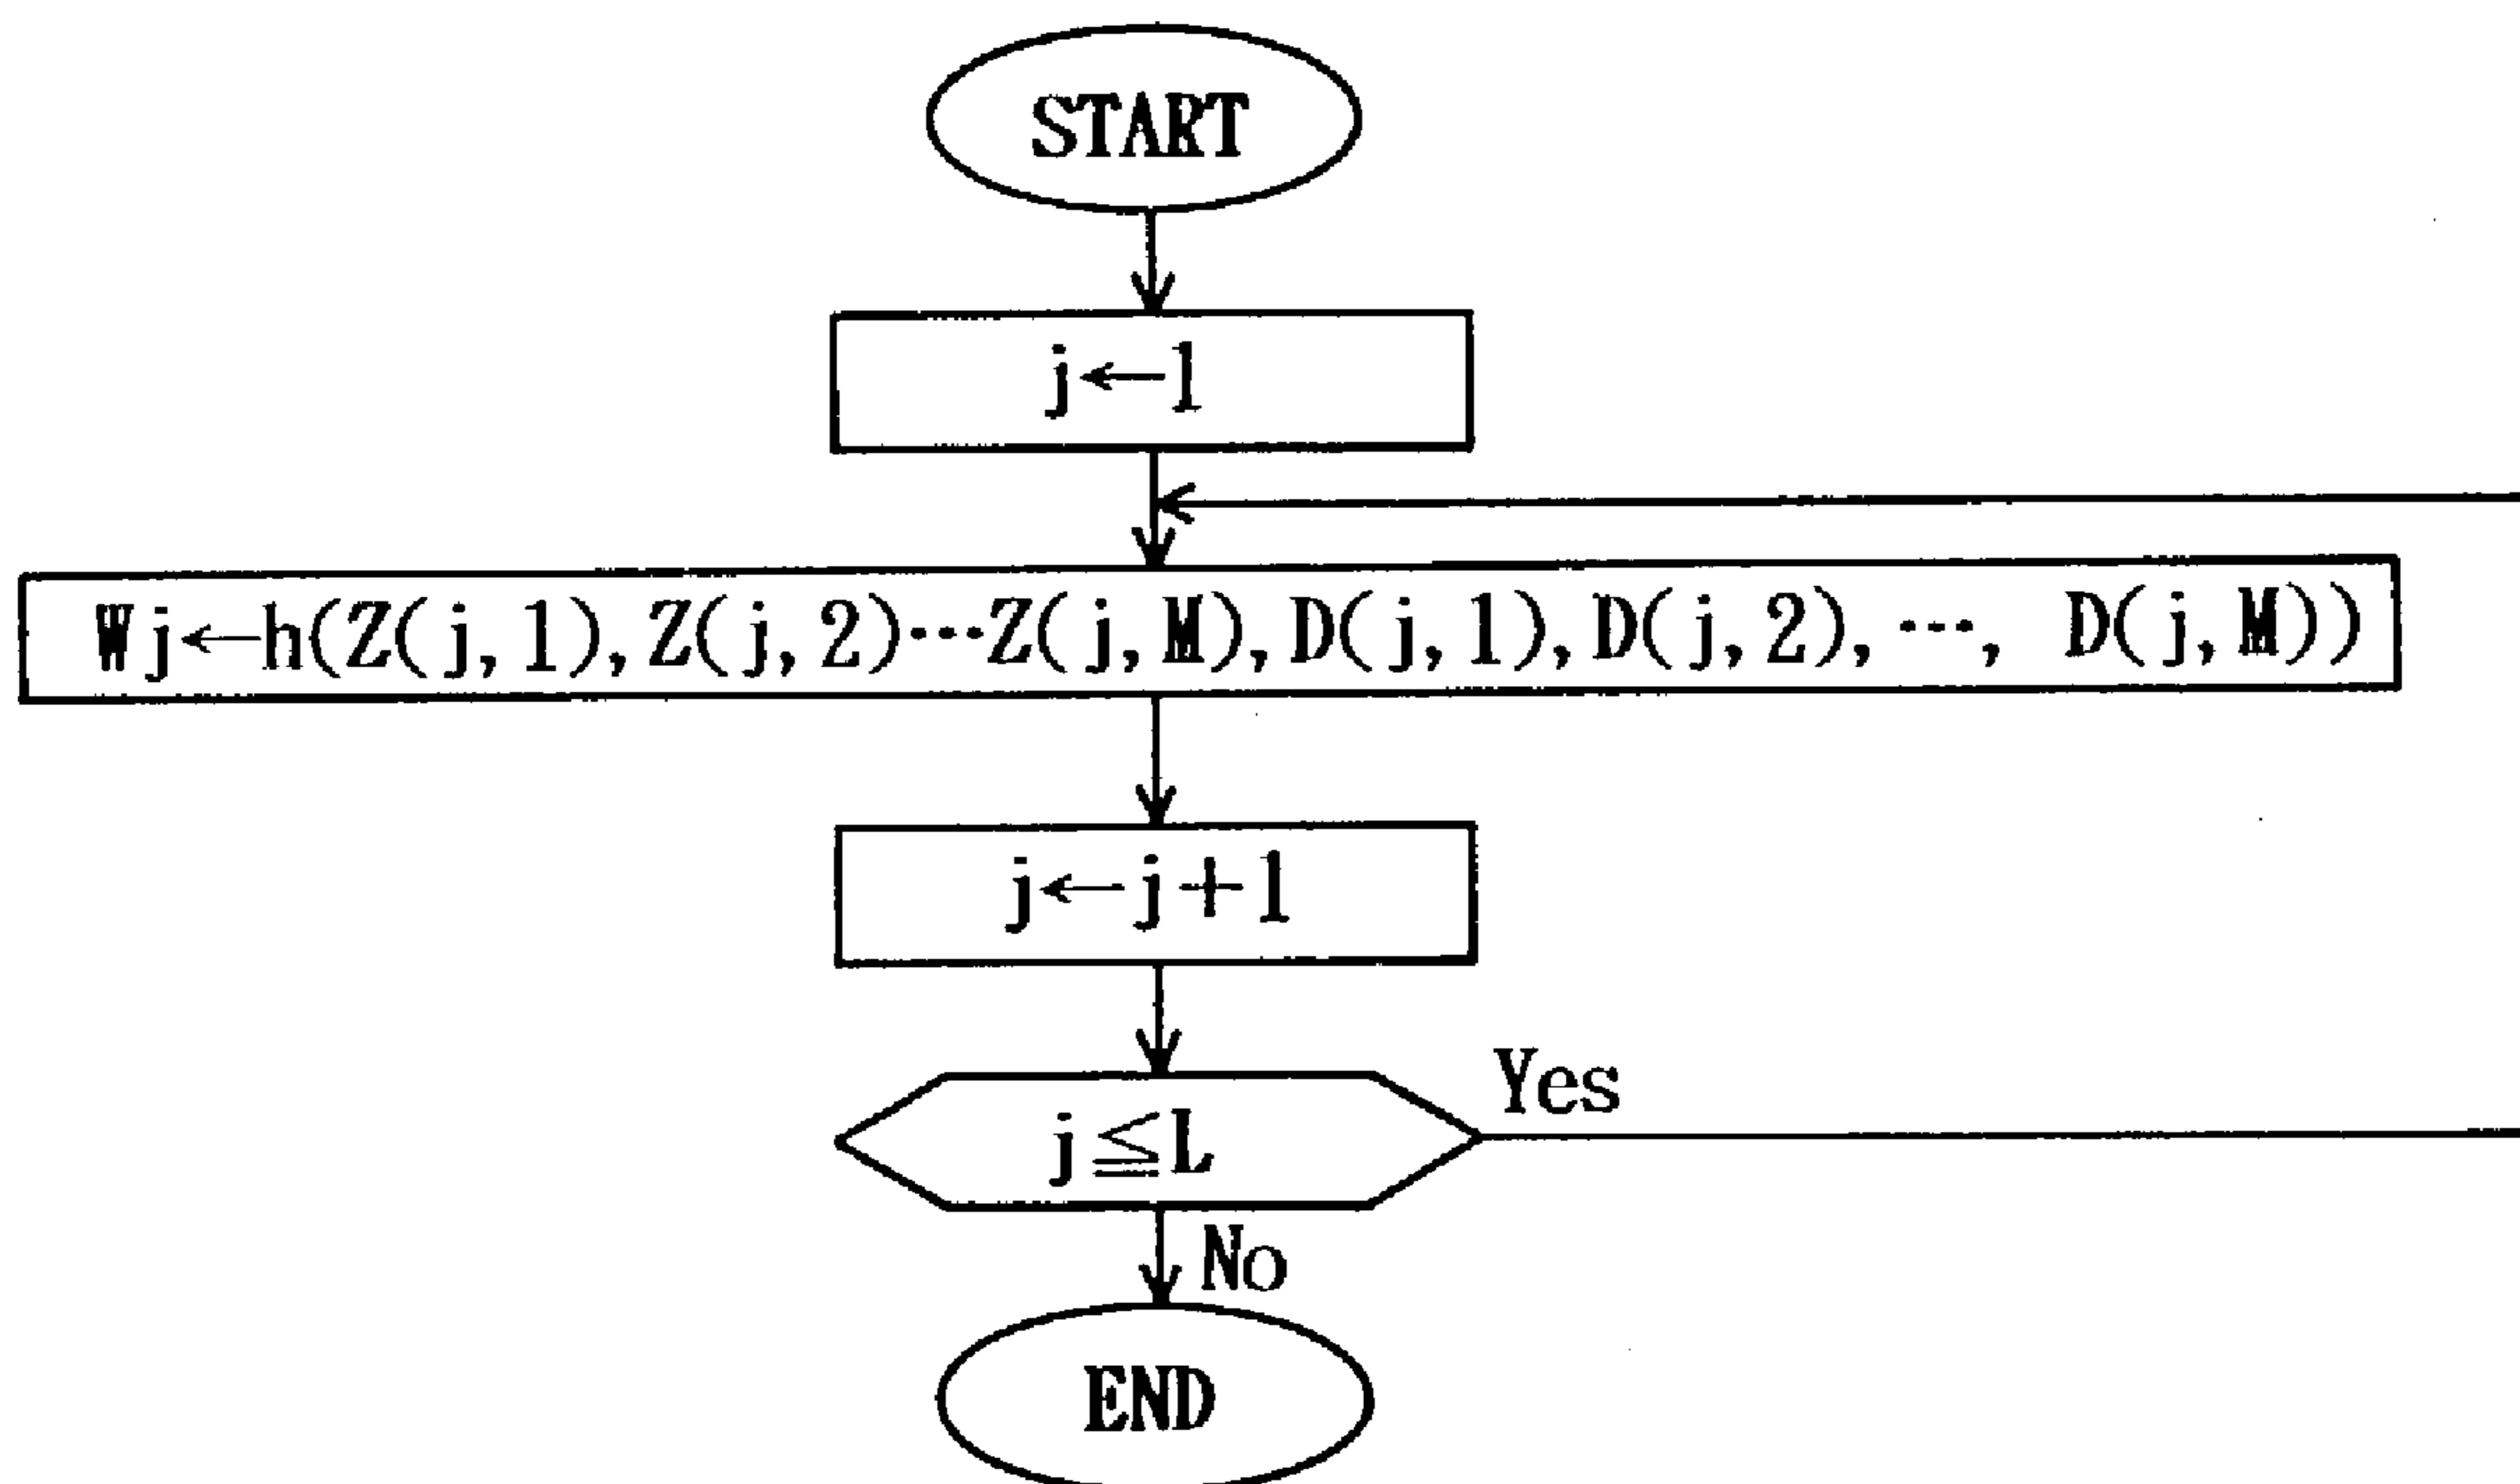 START
j←1
Wj←h(Z(j,1),Z(j,2)···Z(j,M),D(j,1),D(j,2),···, D(j,M))
j←j+1
j≦L
Yes
No
END